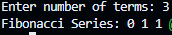 Enter number of terms: 3
Fibonacci Series: 0 1 1